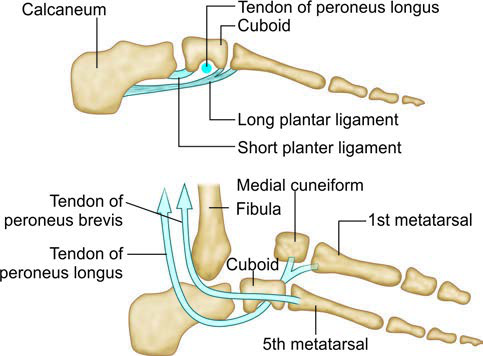 Calcaneum
Tendon of peroneus longus
Cuboid
Long plantar ligament
Short planter ligament
Medial cuneiform
Tendon of
peroneus brevis
Fibula
1st metatarsal
Tendon of
peroneus longus
Cuboid
5th metatarsal